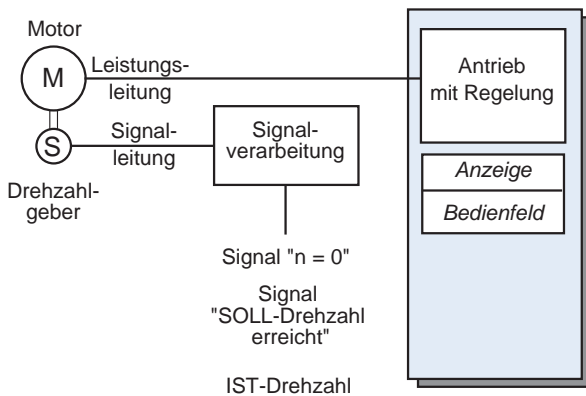 Motor
M
Leistungs-
leitung
Antrieb
mit Regelung
S
Signal-
leitung
Signal-
verarbeitung
Anzeige
Bedienfeld
Drehzahl-
geber
Signal "n = 0"
Signal
"SOLL-Drehzahl
erreicht"
IST-Drehzahl